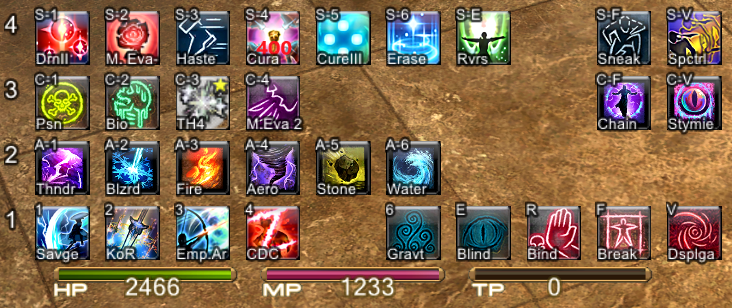 4 S-1 S-2 S-3 S-4 S-5 S-6 S-E S-F S-V
400
DrnII M.Eva- Haste Cura CureIII Erase Rvrs Sneak Spctrl
3 C-1 C-2 C-3 C-4 C-F C-V
Psn Bio TH4 M.Eva 2 Chain Stymie
2 A-1 A-2 A-3 A-4 A-5 A-6
Thndr Blzrd Fire Aero Stone Water
1 1 2 3 4 6 E R F V
Savge KoR Emp.Ar CDC Gravt Blind Bind Break Dsplga
HP 2466 MP 1233 TP 0